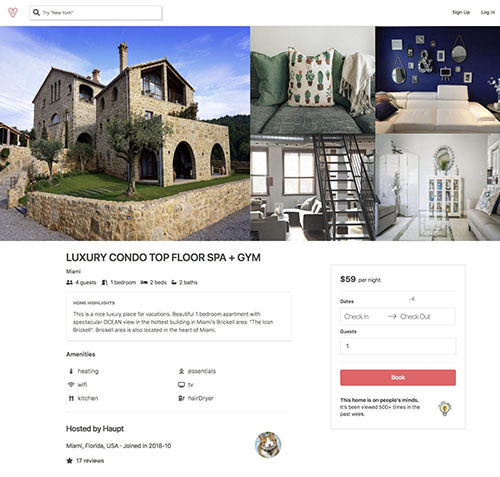 Try "New York"
Sign Up
Log In
LUXURY CONDO TOP FLOOR SPA + GYM
Miami
4 guests
1 bedroom
2 beds
2 baths
HOME HIGHLIGHTS
This is a nice luxury place for vacations. Beautiful 1 bedroom apartment with
spectacular OCEAN view in the hottest building in Miami's Brickell area: "The Icon
Brickell". Brickell area is also located in the heart of Miami.
Amenities
heating
essentials
wifi
tv
kitchen
hairDryer
Hosted by Haupt
Miami, Florida, USA · Joined in 2018-10
17 reviews
$59 per night
Dates
Check In
Check Out
Guests
1
Book
This home is on people's minds.
It's been viewed 500+ times in the
past week.